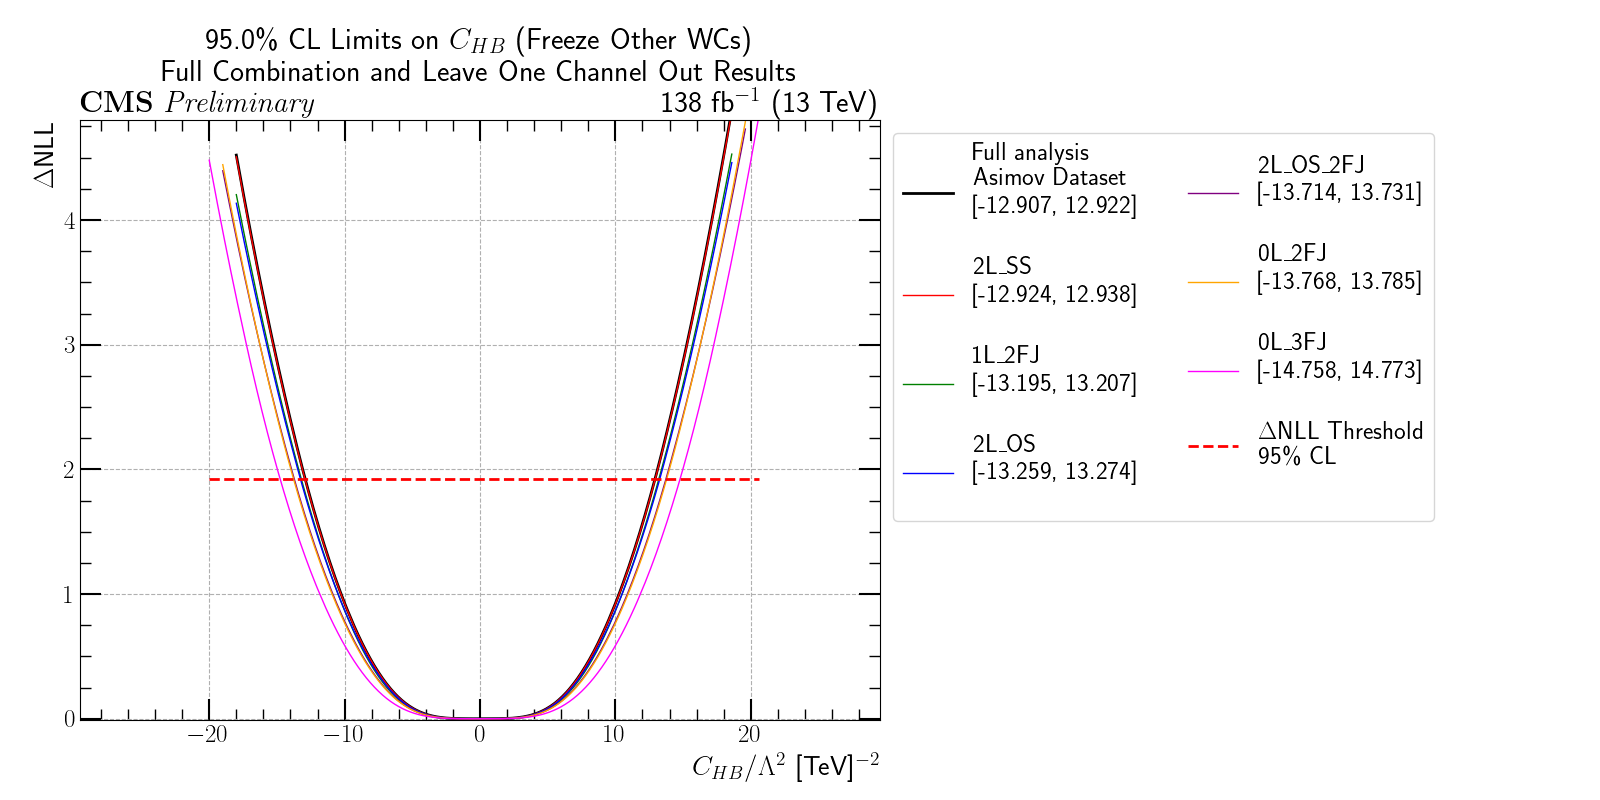 95.0% CL Limits on C_{HB} (Freeze Other WCs)
Full Combination and Leave One Channel Out Results
CMS Preliminary
138 fb^{-1} (13 TeV)
ΔNLL
4
3
2
1
0
−20
−10
0
10
20
C_{HB}/Λ^2 [TeV]^{-2}
Full analysis
Asimov Dataset
[-12.907, 12.922]
2L_SS
[-12.924, 12.938]
1L_2FJ
[-13.195, 13.207]
2L_OS
[-13.259, 13.274]
2L_OS_2FJ
[-13.714, 13.731]
0L_2FJ
[-13.768, 13.785]
0L_3FJ
[-14.758, 14.773]
ΔNLL Threshold
95% CL